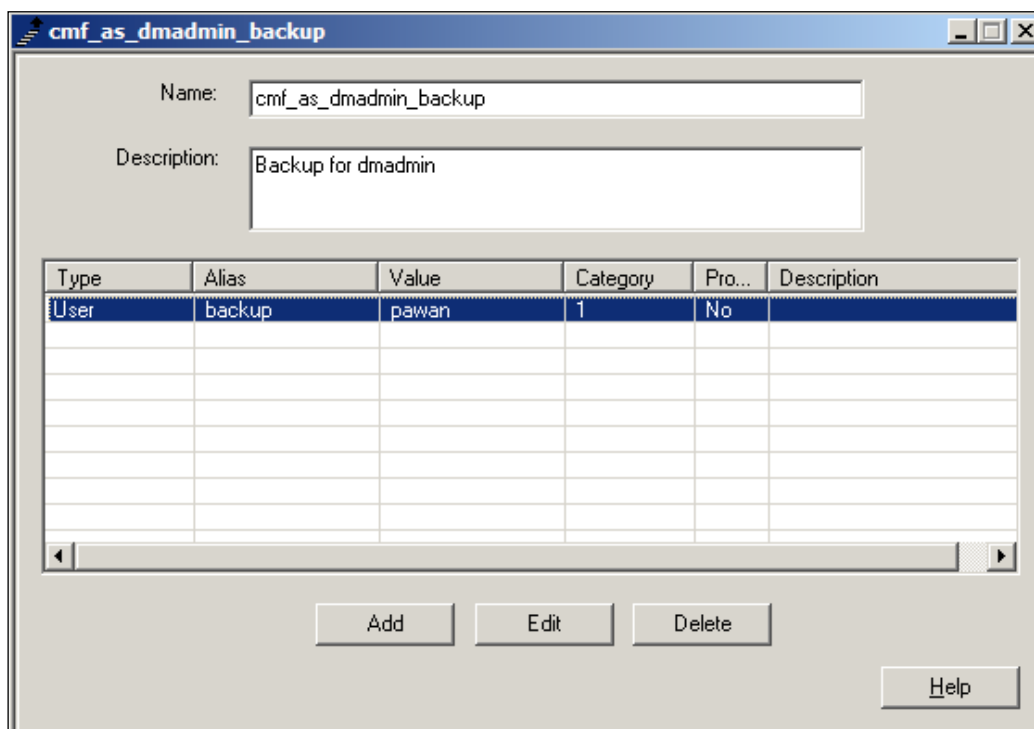 cmf_as_dmadmin_backup
Name: cmf_as_dmadmin_backup
Description: Backup for dmadmin
Type Alias Value Category Pro... Description
User backup pawan 1 No
Add Edit Delete
Help